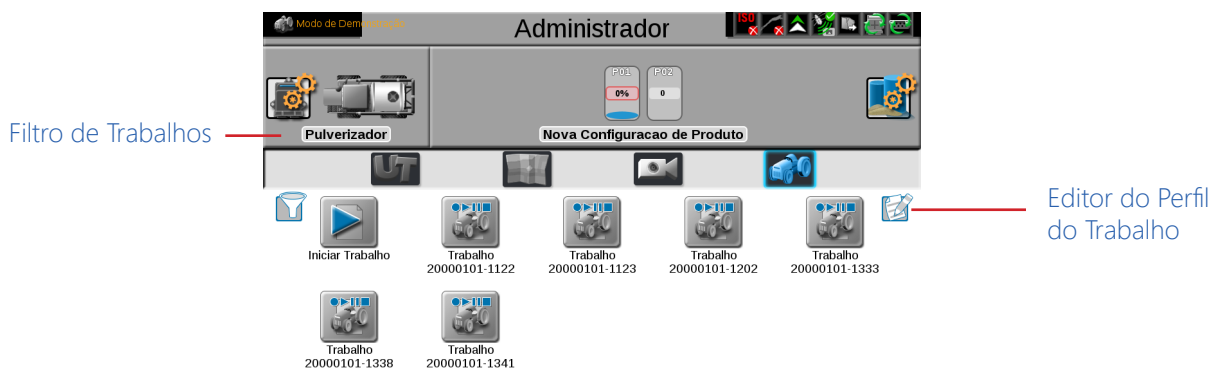 Modo de Demonstração
Administrador
ISO
P01
P02
0%
0
Pulverizador
Nova Configuracao de Produto
Filtro de Trabalhos
UT
Iniciar Trabalho
Trabalho
20000101-1122
Trabalho
20000101-1123
Trabalho
20000101-1202
Trabalho
20000101-1333
Editor do Perfil
do Trabalho
Trabalho
20000101-1338
Trabalho
20000101-1341